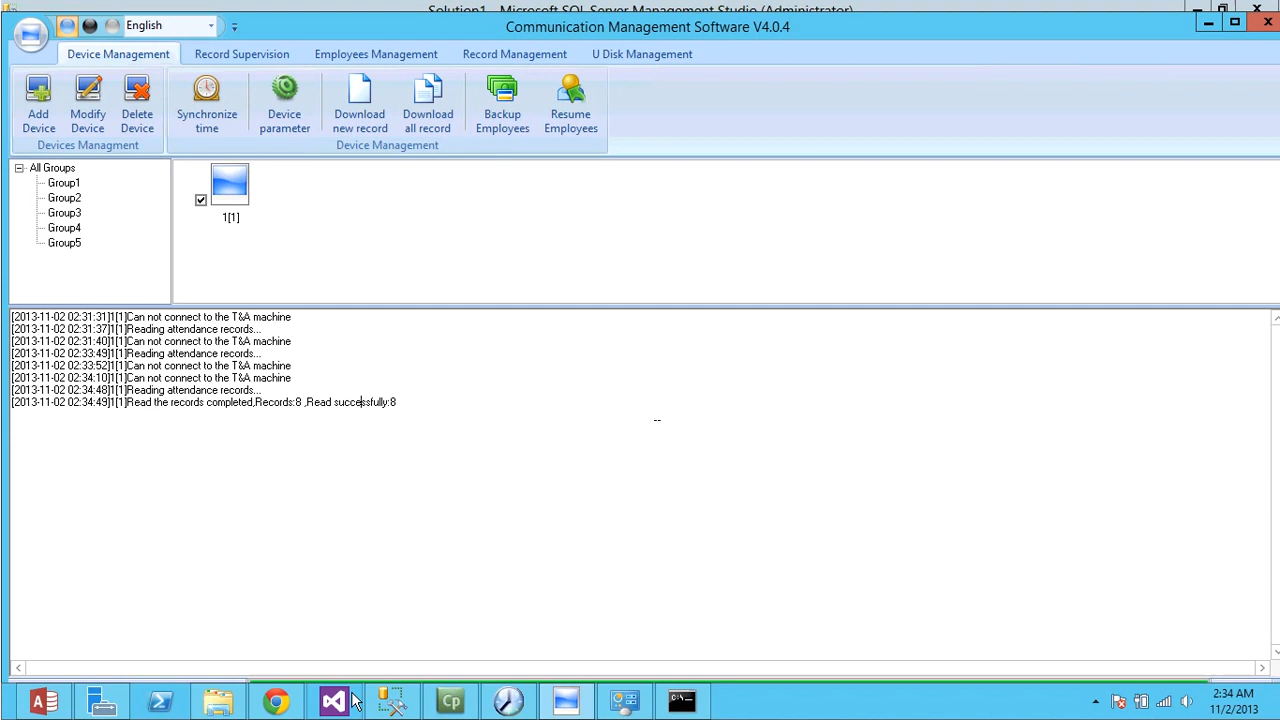 Solution1 - Microsoft SQL Server Management Studio (Administrator)
English
Communication Management Software V4.0.4
Device Management Record Supervision Employees Management Record Management U Disk Management
Add Device
Modify Device
Delete Device
Synchronize time
Device parameter
Download new record
Download all record
Backup Employees
Resume Employees
Devices Managment
Device Management
All Groups
Group1
Group2
Group3
Group4
Group5
1[1]
[2013-11-02 02:31:31]1[1]Can not connect to the T&A machine
[2013-11-02 02:31:37]1[1]Reading attendance records...
[2013-11-02 02:31:40]1[1]Can not connect to the T&A machine
[2013-11-02 02:33:49]1[1]Reading attendance records...
[2013-11-02 02:33:52]1[1]Can not connect to the T&A machine
[2013-11-02 02:34:10]1[1]Can not connect to the T&A machine
[2013-11-02 02:34:48]1[1]Reading attendance records...
[2013-11-02 02:34:49]1[1]Read the records completed,Records:8 ,Read successfully:8
Cp
2:34 AM
11/2/2013